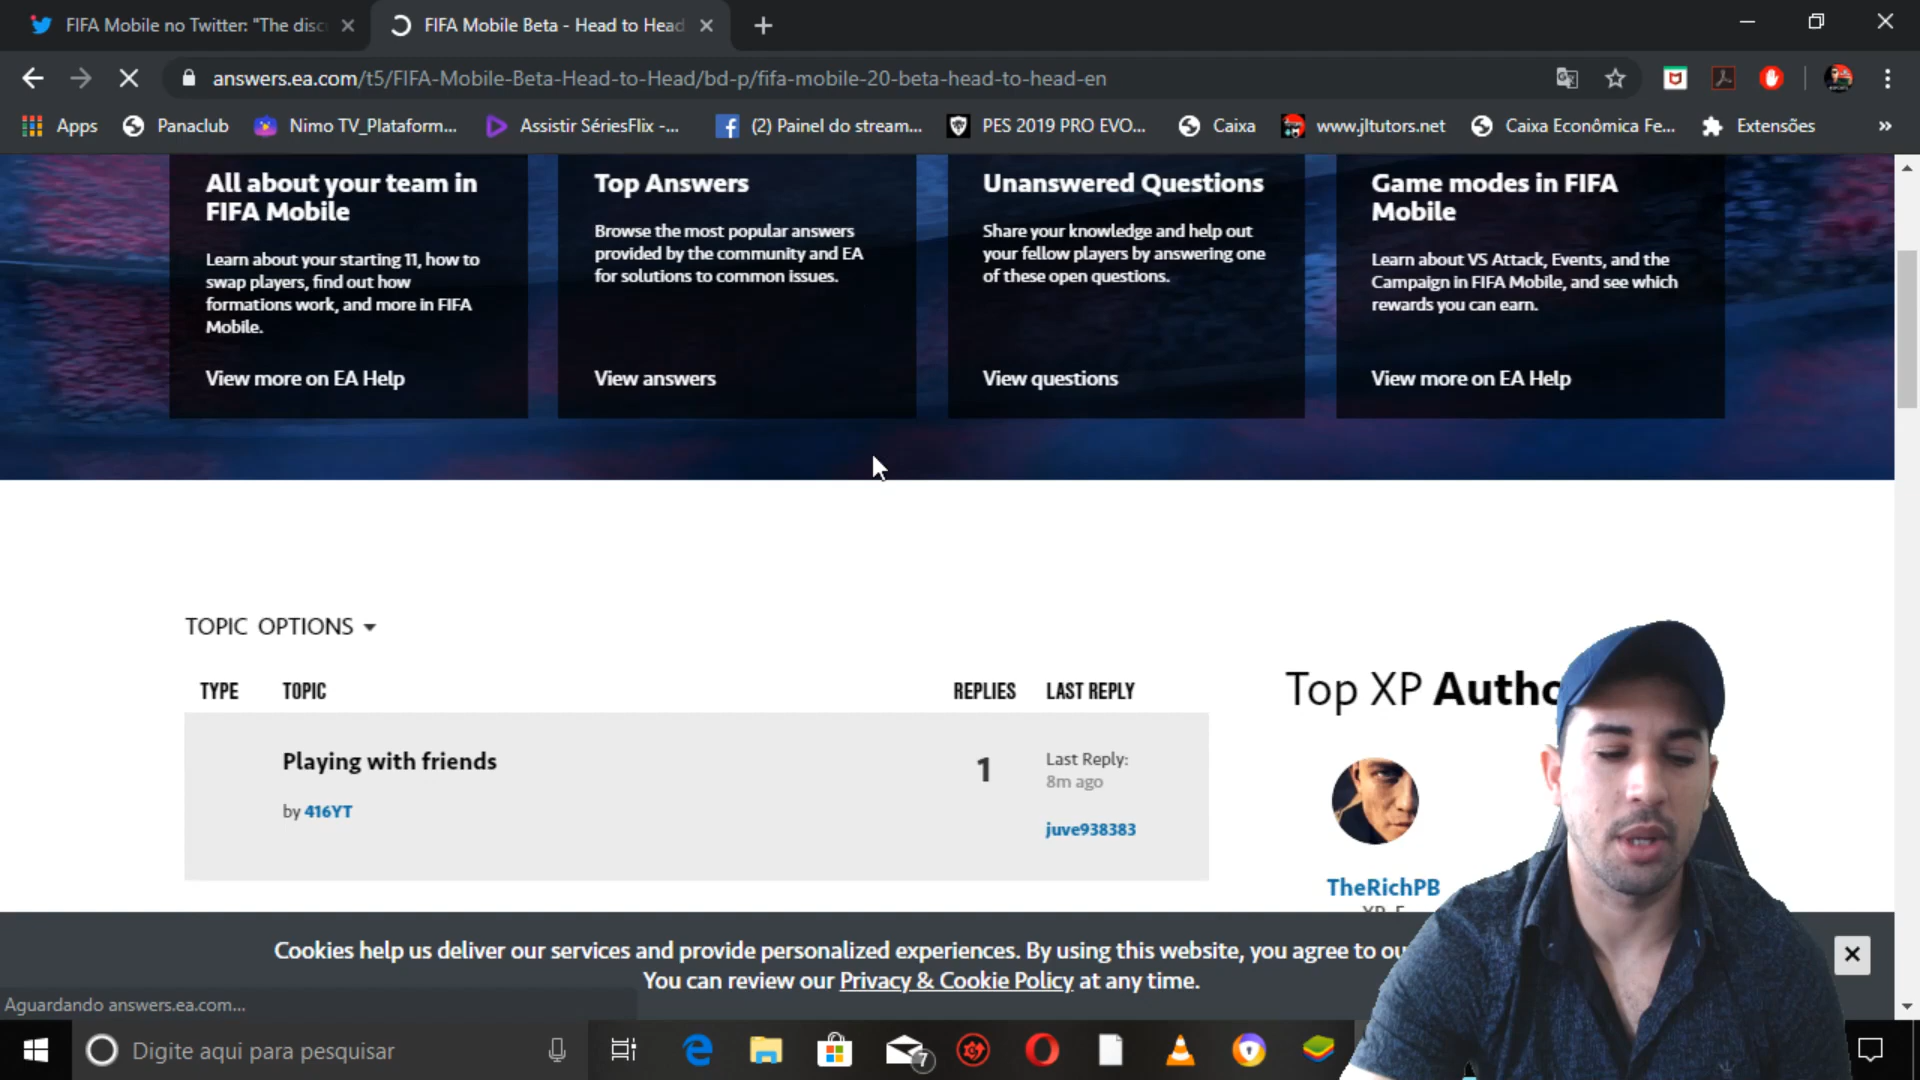 FIFA Mobile no Twitter: "The disc
FIFA Mobile Beta - Head to Head
answers.ea.com/t5/FIFA-Mobile-Beta-Head-to-Head/bd-p/fifa-mobile-20-beta-head-to-head-en
Apps
Panaclub
Nimo TV_Plataform...
Assistir SériesFlix -...
(2) Painel do stream...
PES 2019 PRO EVO...
Caixa
www.jltutors.net
Caixa Econômica Fe...
Extensões
»
All about your team in
FIFA Mobile
Learn about your starting 11, how to
swap players, find out how
formations work, and more in FIFA
Mobile.
View more on EA Help
Top Answers
Browse the most popular answers
provided by the community and EA
for solutions to common issues.
View answers
Unanswered Questions
Share your knowledge and help out
your fellow players by answering one
of these open questions.
View questions
Game modes in FIFA
Mobile
Learn about VS Attack, Events, and the
Campaign in FIFA Mobile, and see which
rewards you can earn.
View more on EA Help
TOPIC OPTIONS
TYPE TOPIC REPLIES LAST REPLY
Playing with friends
by 416YT
1
Last Reply:
8m ago
juve938383
Top XP Autho
TheRichPB
Cookies help us deliver our services and provide personalized experiences. By using this website, you agree to ou
You can review our Privacy & Cookie Policy at any time.
Aguardando answers.ea.com...
Digite aqui para pesquisar
7